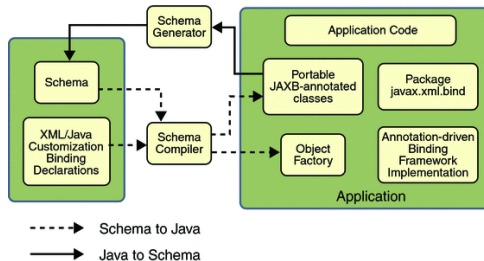 Schema
Generator
Application Code
Schema
Portable
JAXB-annotated
classes
Package
javax.xml.bind
XML/Java
Customization
Binding
Declarations
Schema
Compiler
Object
Factory
Annotation-driven
Binding
Framework
Implementation
Application
Schema to Java
Java to Schema